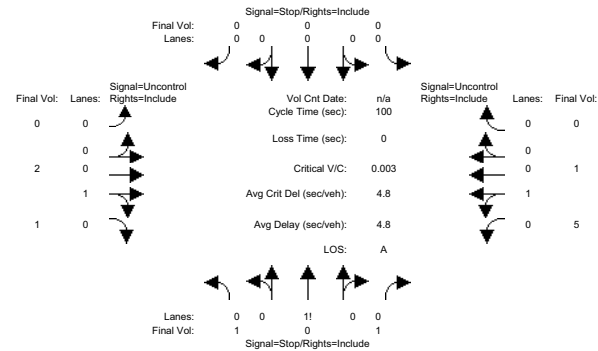 Signal=Stop/Rights=Include
Final Vol: 0 0 0
Lanes: 0 0 0 0 0
Signal=Uncontrol Signal=Uncontrol
Final Vol: Lanes: Rights=Include Vol Cnt Date: n/a Rights=Include Lanes: Final Vol:
Cycle Time (sec): 100
0 0 0 0
Loss Time (sec): 0
0 0
2 0 Critical V/C: 0.003 0 1
1 Avg Crit Del (sec/veh): 4.8 1
1 0 Avg Delay (sec/veh): 4.8 0 5
LOS: A
Lanes: 0 0 1! 0 0
Final Vol: 1 0 1
Signal=Stop/Rights=Include